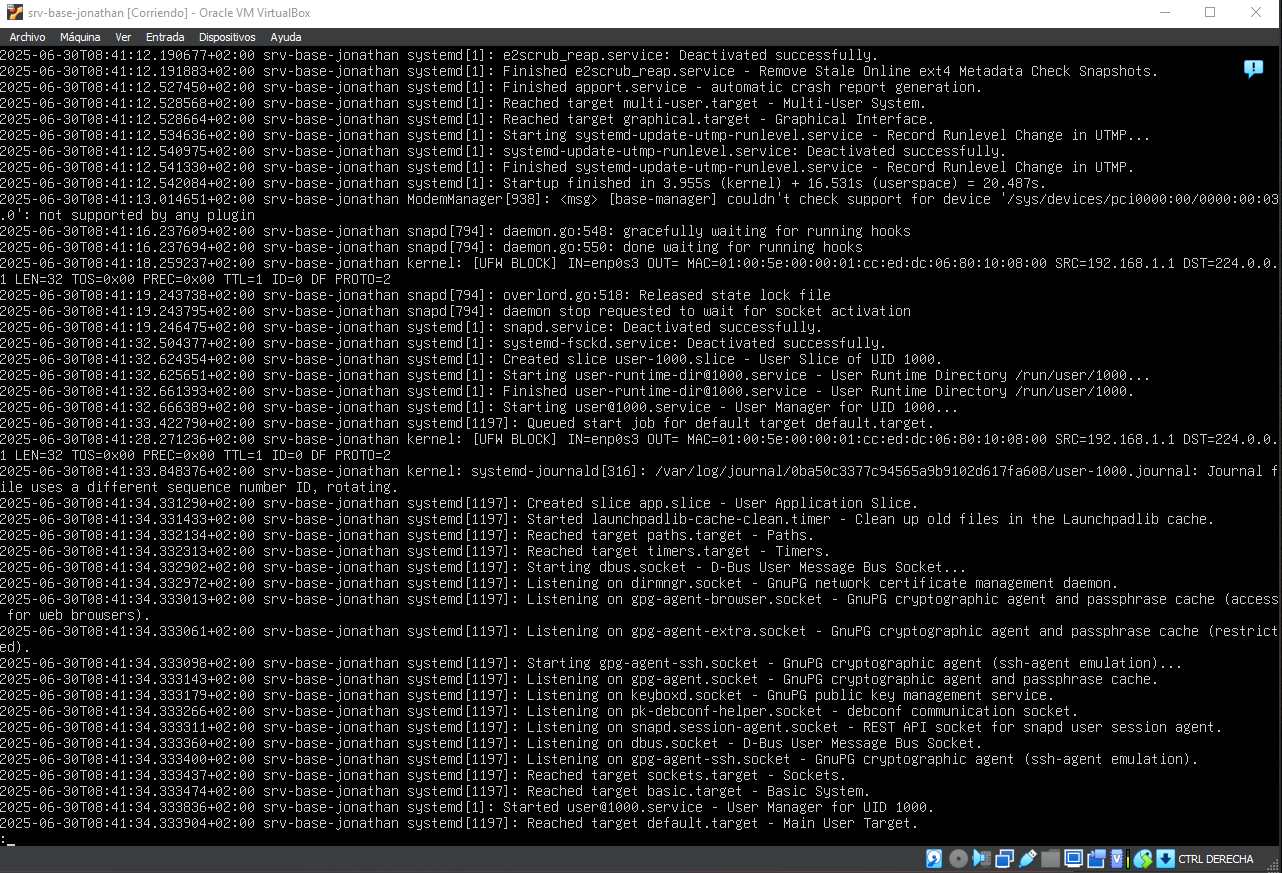 srv-base-jonathan [Corriendo] - Oracle VM VirtualBox
Archivo Máquina Ver Entrada Dispositivos Ayuda
2025-06-30T08:41:12.190677+02:00 srv-base-jonathan systemd[1]: e2scrub_reap.service: Deactivated successfully.
2025-06-30T08:41:12.191883+02:00 srv-base-jonathan systemd[1]: Finished e2scrub_reap.service - Remove Stale Online ext4 Metadata Check Snapshots.
2025-06-30T08:41:12.527450+02:00 srv-base-jonathan systemd[1]: Finished apport.service - automatic crash report generation.
2025-06-30T08:41:12.528568+02:00 srv-base-jonathan systemd[1]: Reached target multi-user.target - Multi-User System.
2025-06-30T08:41:12.528664+02:00 srv-base-jonathan systemd[1]: Reached target graphical.target - Graphical Interface.
2025-06-30T08:41:12.534636+02:00 srv-base-jonathan systemd[1]: Starting systemd-update-utmp-runlevel.service - Record Runlevel Change in UTMP...
2025-06-30T08:41:12.540975+02:00 srv-base-jonathan systemd[1]: systemd-update-utmp-runlevel.service: Deactivated successfully.
2025-06-30T08:41:12.541330+02:00 srv-base-jonathan systemd[1]: Finished systemd-update-utmp-runlevel.service - Record Runlevel Change in UTMP.
2025-06-30T08:41:12.542084+02:00 srv-base-jonathan systemd[1]: Startup finished in 3.955s (kernel) + 16.531s (userspace) = 20.487s.
2025-06-30T08:41:13.014651+02:00 srv-base-jonathan ModemManager[938]: <msg> [base-manager] couldn't check support for device '/sys/devices/pci0000:00/0000:00:03
.0': not supported by any plugin
2025-06-30T08:41:16.237609+02:00 srv-base-jonathan snapd[794]: daemon.go:548: gracefully waiting for running hooks
2025-06-30T08:41:16.237694+02:00 srv-base-jonathan snapd[794]: daemon.go:550: done waiting for running hooks
2025-06-30T08:41:18.259237+02:00 srv-base-jonathan kernel: [UFW BLOCK] IN=enp0s3 OUT= MAC=01:00:5e:00:00:01:cc:ed:dc:06:80:10:08:00 SRC=192.168.1.1 DST=224.0.0.
1 LEN=32 TOS=0x00 PREC=0x00 TTL=1 ID=0 DF PROTO=2
2025-06-30T08:41:19.243738+02:00 srv-base-jonathan snapd[794]: overlord.go:518: Released state lock file
2025-06-30T08:41:19.243795+02:00 srv-base-jonathan snapd[794]: daemon stop requested to wait for socket activation
2025-06-30T08:41:19.246475+02:00 srv-base-jonathan systemd[1]: snapd.service: Deactivated successfully.
2025-06-30T08:41:32.504377+02:00 srv-base-jonathan systemd[1]: systemd-fsckd.service: Deactivated successfully.
2025-06-30T08:41:32.624354+02:00 srv-base-jonathan systemd[1]: Created slice user-1000.slice - User Slice of UID 1000.
2025-06-30T08:41:32.625651+02:00 srv-base-jonathan systemd[1]: Starting user-runtime-dir@1000.service - User Runtime Directory /run/user/1000...
2025-06-30T08:41:32.661393+02:00 srv-base-jonathan systemd[1]: Finished user-runtime-dir@1000.service - User Runtime Directory /run/user/1000.
2025-06-30T08:41:32.666389+02:00 srv-base-jonathan systemd[1]: Starting user@1000.service - User Manager for UID 1000...
2025-06-30T08:41:33.422790+02:00 srv-base-jonathan systemd[1197]: Queued start job for default target default.target.
2025-06-30T08:41:28.271236+02:00 srv-base-jonathan kernel: [UFW BLOCK] IN=enp0s3 OUT= MAC=01:00:5e:00:00:01:cc:ed:dc:06:80:10:08:00 SRC=192.168.1.1 DST=224.0.0.
1 LEN=32 TOS=0x00 PREC=0x00 TTL=1 ID=0 DF PROTO=2
2025-06-30T08:41:33.848376+02:00 srv-base-jonathan kernel: systemd-journald[316]: /var/log/journal/0ba50c3377c94565a9b9102d617fa608/user-1000.journal: Journal f
ile uses a different sequence number ID, rotating.
2025-06-30T08:41:34.331290+02:00 srv-base-jonathan systemd[1197]: Created slice app.slice - User Application Slice.
2025-06-30T08:41:34.331433+02:00 srv-base-jonathan systemd[1197]: Started launchpadlib-cache-clean.timer - Clean up old files in the Launchpadlib cache.
2025-06-30T08:41:34.332134+02:00 srv-base-jonathan systemd[1197]: Reached target paths.target - Paths.
2025-06-30T08:41:34.332313+02:00 srv-base-jonathan systemd[1197]: Reached target timers.target - Timers.
2025-06-30T08:41:34.332902+02:00 srv-base-jonathan systemd[1197]: Starting dbus.socket - D-Bus User Message Bus Socket...
2025-06-30T08:41:34.332972+02:00 srv-base-jonathan systemd[1197]: Listening on dirmngr.socket - GnuPG network certificate management daemon.
2025-06-30T08:41:34.333013+02:00 srv-base-jonathan systemd[1197]: Listening on gpg-agent-browser.socket - GnuPG cryptographic agent and passphrase cache (access
 for web browsers).
2025-06-30T08:41:34.333061+02:00 srv-base-jonathan systemd[1197]: Listening on gpg-agent-extra.socket - GnuPG cryptographic agent and passphrase cache (restrict
ed).
2025-06-30T08:41:34.333098+02:00 srv-base-jonathan systemd[1197]: Starting gpg-agent-ssh.socket - GnuPG cryptographic agent (ssh-agent emulation)...
2025-06-30T08:41:34.333143+02:00 srv-base-jonathan systemd[1197]: Listening on gpg-agent.socket - GnuPG cryptographic agent and passphrase cache.
2025-06-30T08:41:34.333179+02:00 srv-base-jonathan systemd[1197]: Listening on keyboxd.socket - GnuPG public key management service.
2025-06-30T08:41:34.333266+02:00 srv-base-jonathan systemd[1197]: Listening on pk-debconf-helper.socket - debconf communication socket.
2025-06-30T08:41:34.333311+02:00 srv-base-jonathan systemd[1197]: Listening on snapd.session-agent.socket - REST API socket for snapd user session agent.
2025-06-30T08:41:34.333360+02:00 srv-base-jonathan systemd[1197]: Listening on dbus.socket - D-Bus User Message Bus Socket.
2025-06-30T08:41:34.333400+02:00 srv-base-jonathan systemd[1197]: Listening on gpg-agent-ssh.socket - GnuPG cryptographic agent (ssh-agent emulation).
2025-06-30T08:41:34.333437+02:00 srv-base-jonathan systemd[1197]: Reached target sockets.target - Sockets.
2025-06-30T08:41:34.333474+02:00 srv-base-jonathan systemd[1197]: Reached target basic.target - Basic System.
2025-06-30T08:41:34.333836+02:00 srv-base-jonathan systemd[1]: Started user@1000.service - User Manager for UID 1000.
2025-06-30T08:41:34.333904+02:00 srv-base-jonathan systemd[1197]: Reached target default.target - Main User Target.
:_
CTRL DERECHA